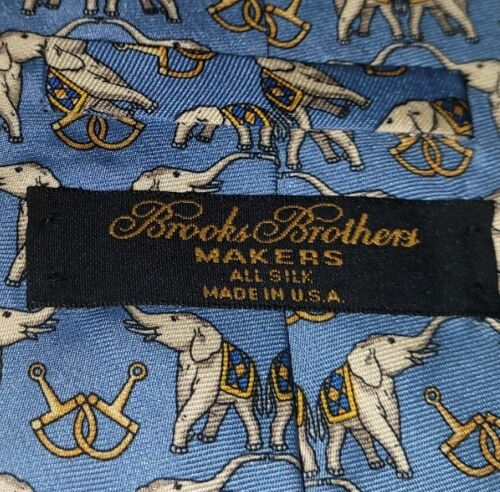 Brooks Brothers
MAKERS
ALL SILK
MADE IN U.S.A.